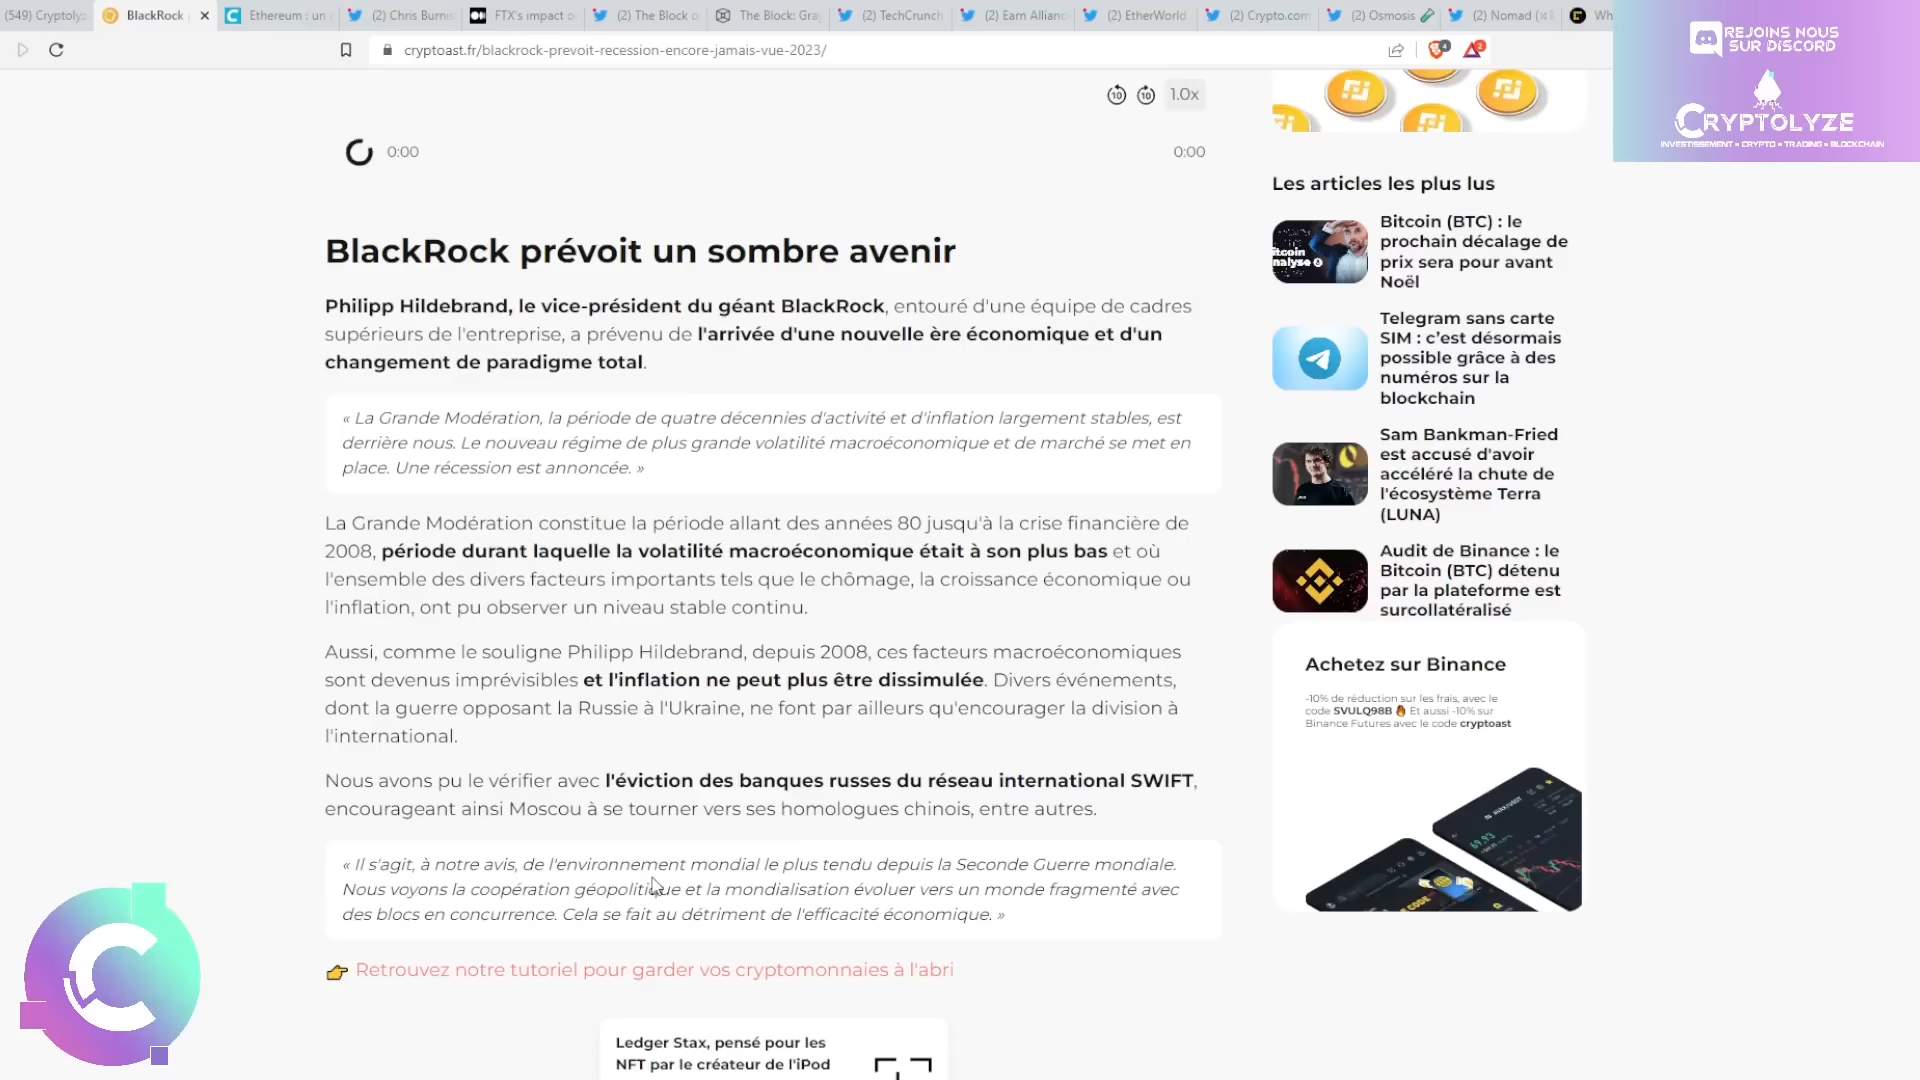 (549) Cryptolyz
BlackRock
Ethereum : un
(2) Chris Burnis
FTX's impact o
(2) The Block o
The Block: Gra
(2) TechCrunch
(2) Earn Allianc
(2) EtherWorld
(2) Crypto.com
(2) Osmosis
(2) Nomad (
Wh
cryptoast.fr/blackrock-prevoit-recession-encore-jamais-vue-2023/
4
2
REJOINS NOUS
SUR DISCORD
CRYPTOLYZE
INVESTISSEMENT • CRYPTO • TRADING • BLOCKCHAIN
10
10
1.0x
0:00
0:00
BlackRock prévoit un sombre avenir
Philipp Hildebrand, le vice-président du géant BlackRock, entouré d'une équipe de cadres
supérieurs de l'entreprise, a prévenu de l'arrivée d'une nouvelle ère économique et d'un
changement de paradigme total.
« La Grande Modération, la période de quatre décennies d'activité et d'inflation largement stables, est
derrière nous. Le nouveau régime de plus grande volatilité macroéconomique et de marché se met en
place. Une récession est annoncée. »
La Grande Modération constitue la période allant des années 80 jusqu'à la crise financière de
2008, période durant laquelle la volatilité macroéconomique était à son plus bas et où
l'ensemble des divers facteurs importants tels que le chômage, la croissance économique ou
l'inflation, ont pu observer un niveau stable continu.
Aussi, comme le souligne Philipp Hildebrand, depuis 2008, ces facteurs macroéconomiques
sont devenus imprévisibles et l'inflation ne peut plus être dissimulée. Divers événements,
dont la guerre opposant la Russie à l'Ukraine, ne font par ailleurs qu'encourager la division à
l'international.
Nous avons pu le vérifier avec l'éviction des banques russes du réseau international SWIFT,
encourageant ainsi Moscou à se tourner vers ses homologues chinois, entre autres.
« Il s'agit, à notre avis, de l'environnement mondial le plus tendu depuis la Seconde Guerre mondiale.
Nous voyons la coopération géopolitique et la mondialisation évoluer vers un monde fragmenté avec
des blocs en concurrence. Cela se fait au détriment de l'efficacité économique. »
👉 Retrouvez notre tutoriel pour garder vos cryptomonnaies à l'abri
Ledger Stax, pensé pour les
NFT par le créateur de l'iPod
Les articles les plus lus
itcoin
nalyse
Bitcoin (BTC) : le
prochain décalage de
prix sera pour avant
Noël
Telegram sans carte
SIM : c'est désormais
possible grâce à des
numéros sur la
blockchain
Sam Bankman-Fried
est accusé d'avoir
accéléré la chute de
l'écosystème Terra
(LUNA)
Audit de Binance : le
Bitcoin (BTC) détenu
par la plateforme est
surcollatéralisé
Achetez sur Binance
-10% de réduction sur les frais, avec le
code SVULQ98B 🔥 Et aussi -10% sur
Binance Futures avec le code cryptoast
69,93
CODE